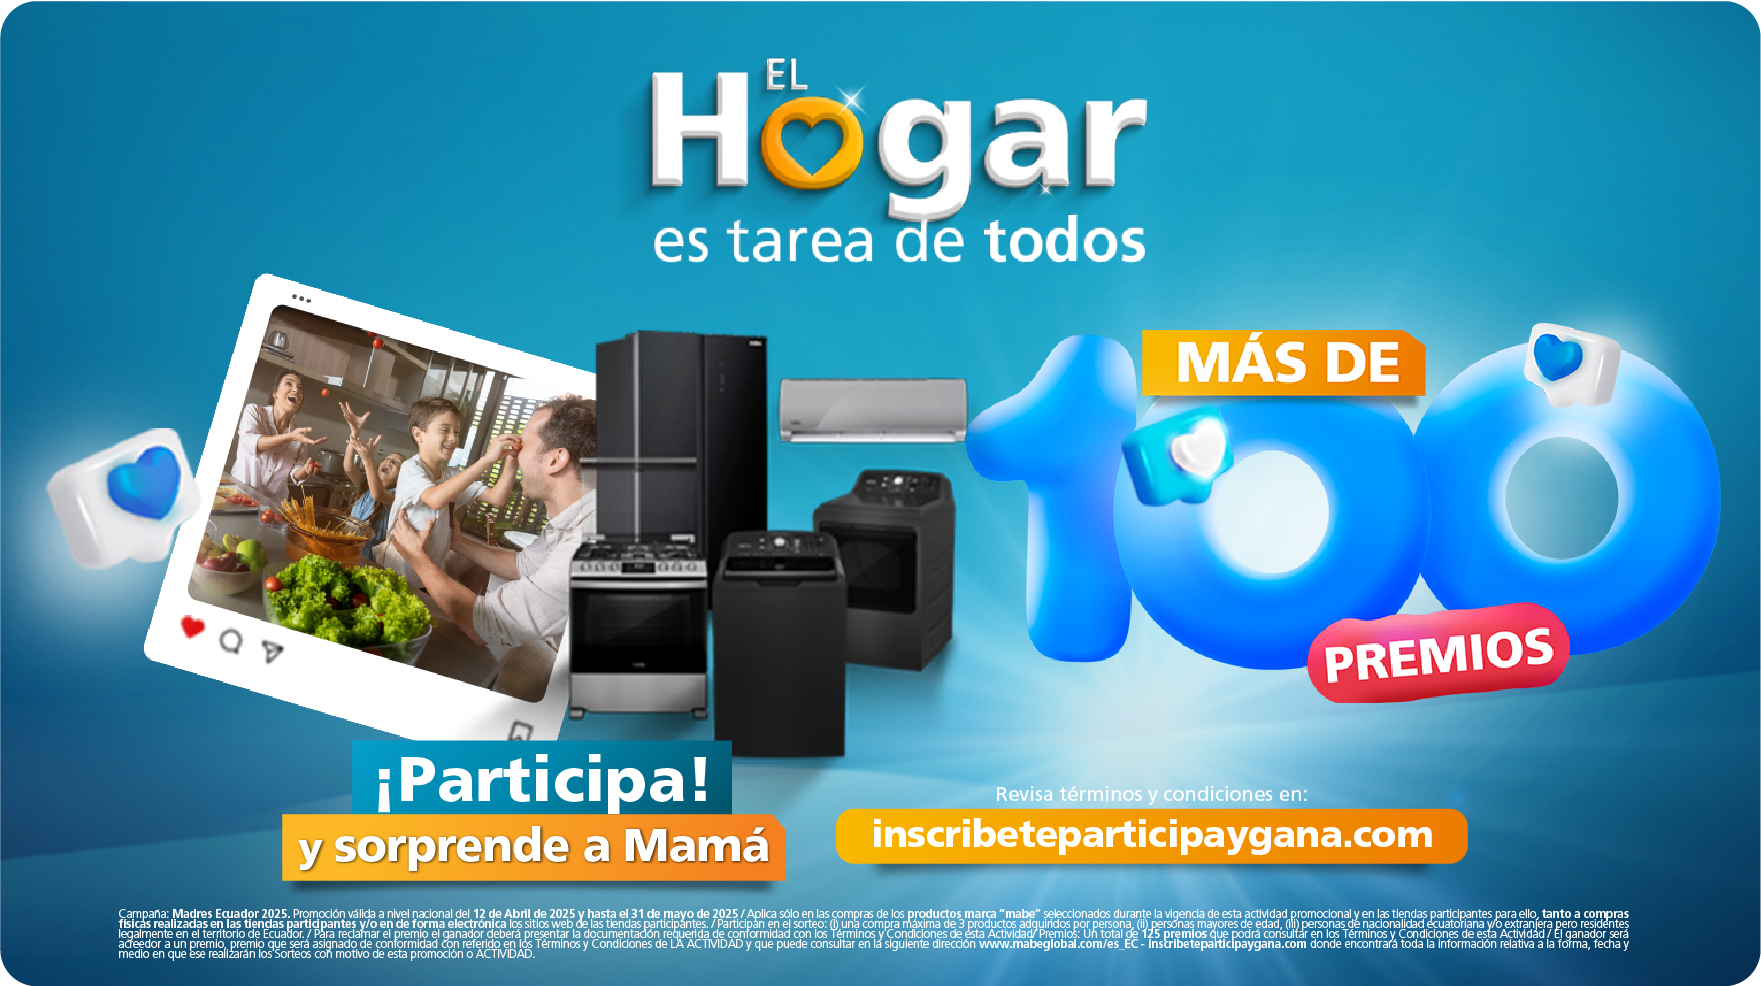 EL
Hogar
es tarea de todos
MÁS DE
100
PREMIOS
¡Participa!
y sorprende a Mamá
Revisa términos y condiciones en:
inscribeteparticipaygana.com
Campaña: Madres Ecuador 2025. Promoción válida a nivel nacional del 12 de Abril de 2025 y hasta el 31 de mayo de 2025 / Aplica sólo en las compras de los productos marca “mabe” seleccionados durante la vigencia de esta actividad promocional y en las tiendas participantes para ello, tanto a compras
físicas realizadas en las tiendas participantes y/o en de forma electrónica los sitios web de las tiendas participantes. / Participan en el sorteo: (i) una compra máxima de 3 productos adquiridos por persona, (ii) personas mayores de edad, (iii) personas de nacionalidad ecuatoriana y/o extranjera pero residentes
legalmente en el territorio de Ecuador. / Para reclamar el premio el ganador deberá presentar la documentación requerida de conformidad con los Términos y Condiciones de esta Actividad/ Premios: Un total de 125 premios que podrá consultar en los Términos y Condiciones de esta Actividad / El ganador será
acreedor a un premio, premio que será asignado de conformidad con referido en los Términos y Condiciones de LA ACTIVIDAD y que puede consultar en la siguiente dirección www.mabeglobal.com/es_EC - inscribeteparticipaygana.com donde encontrará toda la información relativa a la forma, fecha y
medio en que ese realizarán los Sorteos con motivo de esta promoción o ACTIVIDAD.